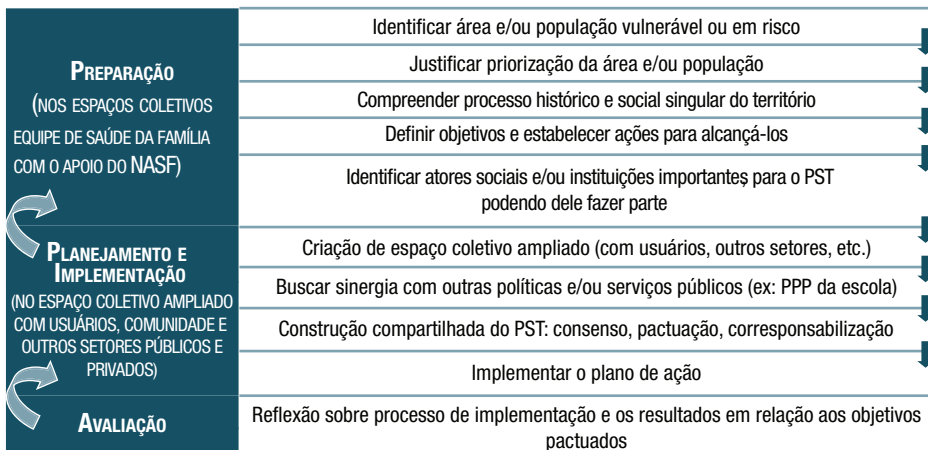 PREPARAÇÃO
(NOS ESPAÇOS COLETIVOS
EQUIPE DE SAÚDE DA FAMÍLIA
COM O APOIO DO NASF)
Identificar área e/ou população vulnerável ou em risco
Justificar priorização da área e/ou população
Compreender processo histórico e social singular do território
Definir objetivos e estabelecer ações para alcançá-los
Identificar atores sociais e/ou instituições importantes para o PST
podendo dele fazer parte
PLANEJAMENTO E
IMPLEMENTAÇÃO
(NO ESPAÇO COLETIVO AMPLIADO
COM USUÁRIOS, COMUNIDADE E
OUTROS SETORES PÚBLICOS E
PRIVADOS)
Criação de espaço coletivo ampliado (com usuários, outros setores, etc.)
Buscar sinergia com outras políticas e/ou serviços públicos (ex: PPP da escola)
Construção compartilhada do PST: consenso, pactuação, corresponsabilização
Implementar o plano de ação
AVALIAÇÃO
Reflexão sobre processo de implementação e os resultados em relação aos objetivos
pactuados